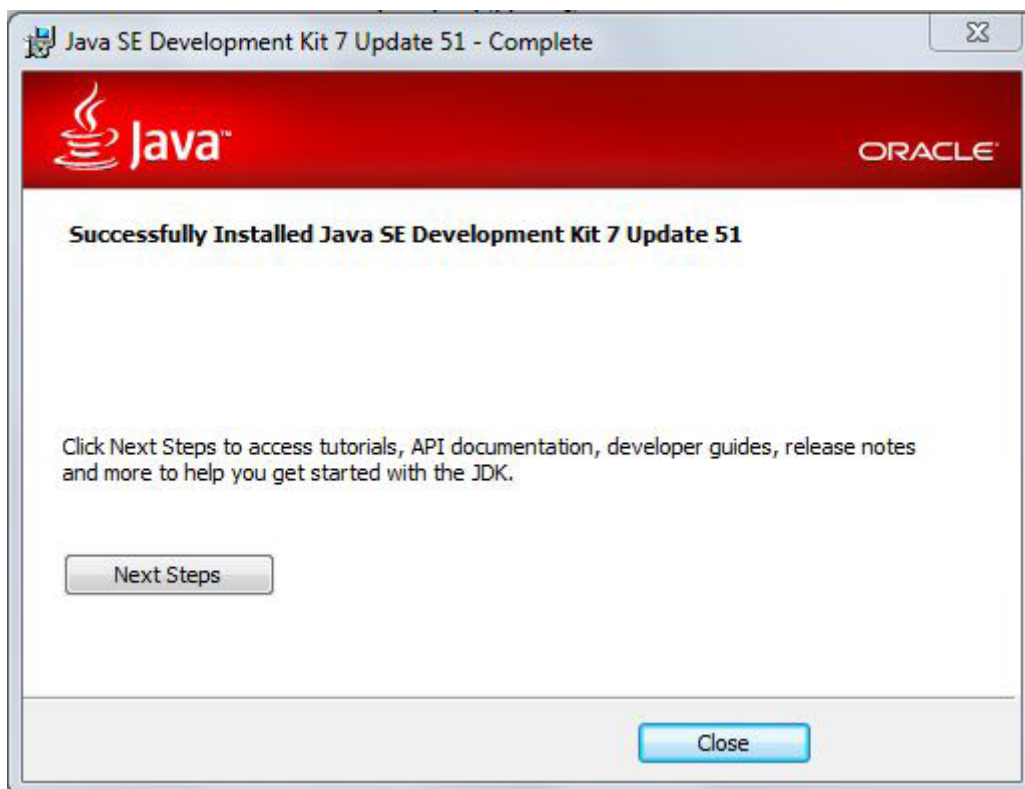 Java SE Development Kit 7 Update 51 - Complete
Java™
ORACLE®
Successfully Installed Java SE Development Kit 7 Update 51
Click Next Steps to access tutorials, API documentation, developer guides, release notes
and more to help you get started with the JDK.
Next Steps
Close